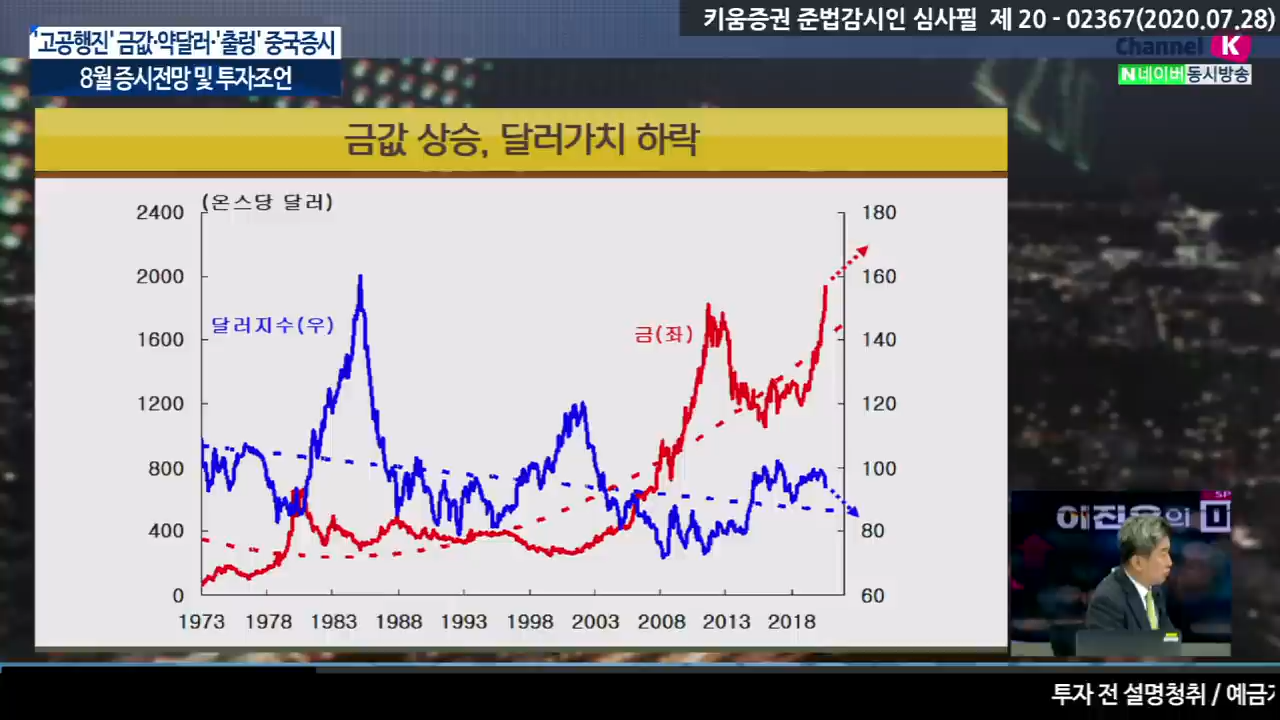 키움증권 준법감시인 심사필 제 20 - 02367(2020.07.28)
'고공행진' 금값·약달러·'출렁' 중국증시
8월 증시전망 및 투자조언
Channel K
N네이버 동시방송
금값 상승, 달러가치 하락
(온스당 달러)
2400
2000
1600
1200
800
400
0
180
160
140
120
100
80
60
달러지수(우)
금(좌)
1973 1978 1983 1988 1993 1998 2003 2008 2013 2018
SP
투자 전 설명청취 / 예금